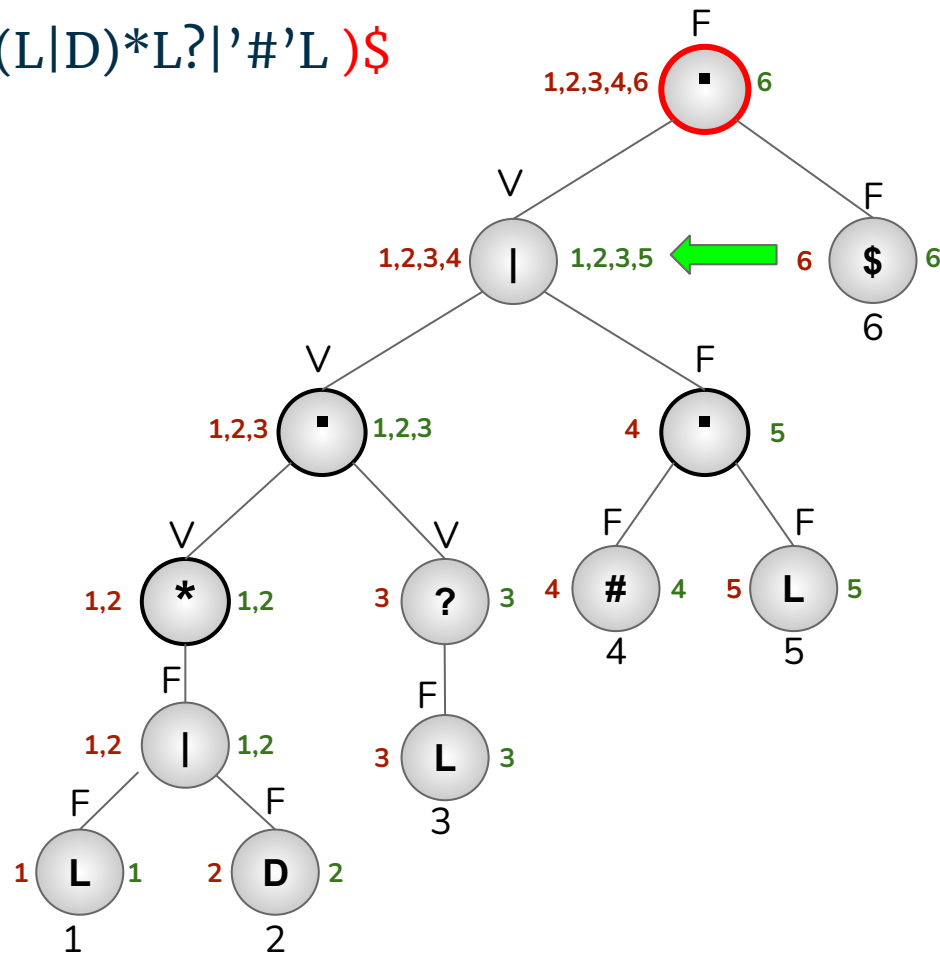 (L|D)*L?|’#’L )$
F
1,2,3,4,6 ▪ 6
V F
1,2,3,4 | 1,2,3,5 6 $ 6
6
V F
1,2,3 ▪ 1,2,3 4 ▪ 5
V V F F
1,2 * 1,2 3 ? 3 4 # 4 5 L 5
4 5
F F
1,2 | 1,2 3 L 3
3
F F
1 L 1 2 D 2
1 2